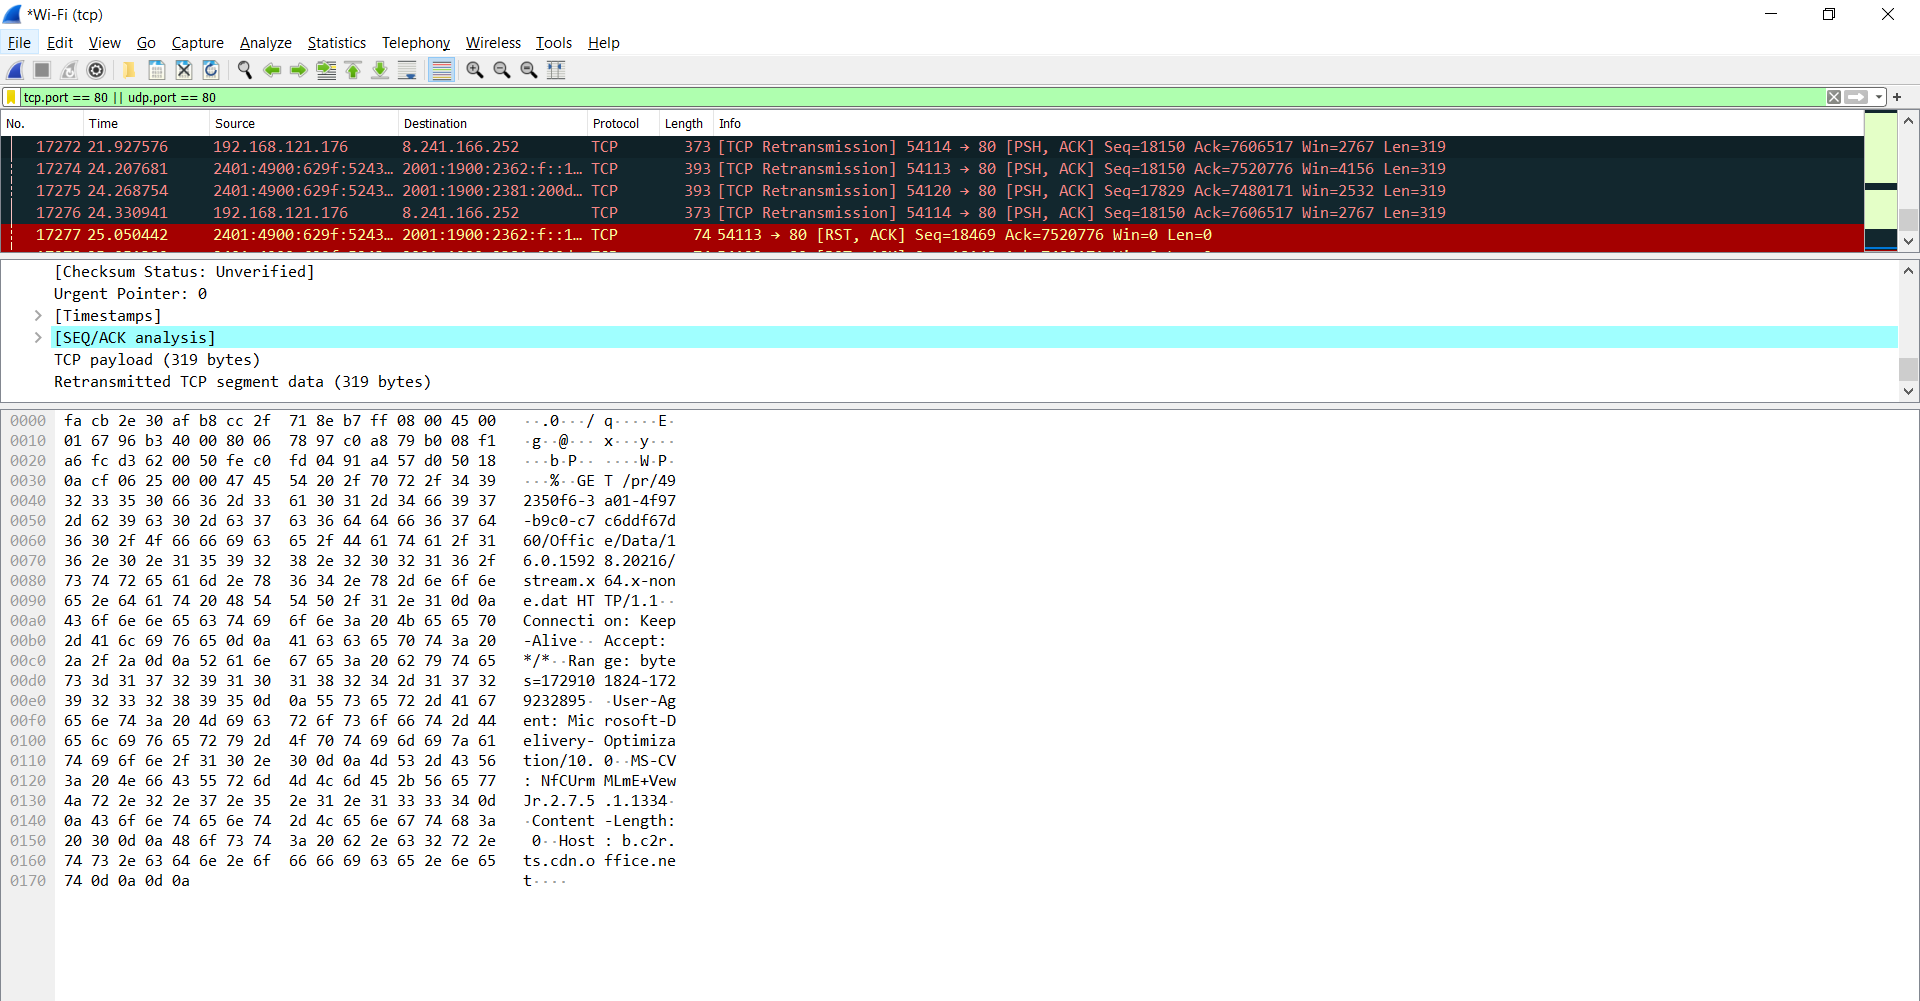 *Wi-Fi (tcp)
File Edit View Go Capture Analyze Statistics Telephony Wireless Tools Help
tcp.port == 80 || udp.port == 80
No. Time Source Destination Protocol Length Info
17272 21.927576 192.168.121.176 8.241.166.252 TCP 373 [TCP Retransmission] 54114 → 80 [PSH, ACK] Seq=18150 Ack=7606517 Win=2767 Len=319
17274 24.207681 2401:4900:629f:5243… 2001:1900:2362:f::1… TCP 393 [TCP Retransmission] 54113 → 80 [PSH, ACK] Seq=18150 Ack=7520776 Win=4156 Len=319
17275 24.268754 2401:4900:629f:5243… 2001:1900:2381:200d… TCP 393 [TCP Retransmission] 54120 → 80 [PSH, ACK] Seq=17829 Ack=7480171 Win=2532 Len=319
17276 24.330941 192.168.121.176 8.241.166.252 TCP 373 [TCP Retransmission] 54114 → 80 [PSH, ACK] Seq=18150 Ack=7606517 Win=2767 Len=319
17277 25.050442 2401:4900:629f:5243… 2001:1900:2362:f::1… TCP 74 54113 → 80 [RST, ACK] Seq=18469 Ack=7520776 Win=0 Len=0
[Checksum Status: Unverified]
Urgent Pointer: 0
[Timestamps]
[SEQ/ACK analysis]
TCP payload (319 bytes)
Retransmitted TCP segment data (319 bytes)
0000 fa cb 2e 30 af b8 cc 2f 71 8e b7 ff 08 00 45 00 ··.0···/ q·····E·
0010 01 67 96 b3 40 00 80 06 78 97 c0 a8 79 b0 08 f1 ·g··@··· x···y···
0020 a6 fc d3 62 00 50 fe c0 fd 04 91 a4 57 d0 50 18 ···b·P·· ····W·P·
0030 0a cf 06 25 00 00 47 45 54 20 2f 70 72 2f 34 39 ···%··GE T /pr/49
0040 32 33 35 30 66 36 2d 33 61 30 31 2d 34 66 39 37 2350f6-3 a01-4f97
0050 2d 62 39 63 30 2d 63 37 63 36 64 64 66 36 37 64 -b9c0-c7 c6ddf67d
0060 36 30 2f 4f 66 66 69 63 65 2f 44 61 74 61 2f 31 60/Offic e/Data/1
0070 36 2e 30 2e 31 35 39 32 38 2e 32 30 32 31 36 2f 6.0.1592 8.20216/
0080 73 74 72 65 61 6d 2e 78 36 34 2e 78 2d 6e 6f 6e stream.x 64.x-non
0090 65 2e 64 61 74 20 48 54 54 50 2f 31 2e 31 0d 0a e.dat HT TP/1.1··
00a0 43 6f 6e 6e 65 63 74 69 6f 6e 3a 20 4b 65 65 70 Connecti on: Keep
00b0 2d 41 6c 69 76 65 0d 0a 41 63 63 65 70 74 3a 20 -Alive·· Accept:
00c0 2a 2f 2a 0d 0a 52 61 6e 67 65 3a 20 62 79 74 65 */*··Ran ge: byte
00d0 73 3d 31 37 32 39 31 30 31 38 32 34 2d 31 37 32 s=172910 1824-172
00e0 39 32 33 32 38 39 35 0d 0a 55 73 65 72 2d 41 67 9232895· ·User-Ag
00f0 65 6e 74 3a 20 4d 69 63 72 6f 73 6f 66 74 2d 44 ent: Mic rosoft-D
0100 65 6c 69 76 65 72 79 2d 4f 70 74 69 6d 69 7a 61 elivery- Optimiza
0110 74 69 6f 6e 2f 31 30 2e 30 0d 0a 4d 53 2d 43 56 tion/10. 0··MS-CV
0120 3a 20 4e 66 43 55 72 6d 4d 4c 6d 45 2b 56 65 77 : NfCUrm MLmE+Vew
0130 4a 72 2e 32 2e 37 2e 35 2e 31 2e 31 33 33 34 0d Jr.2.7.5 .1.1334·
0140 0a 43 6f 6e 74 65 6e 74 2d 4c 65 6e 67 74 68 3a ·Content -Length:
0150 20 30 0d 0a 48 6f 73 74 3a 20 62 2e 63 32 72 2e 0··Host : b.c2r.
0160 74 73 2e 63 64 6e 2e 6f 66 66 69 63 65 2e 6e 65 ts.cdn.o ffice.ne
0170 74 0d 0a 0d 0a t····